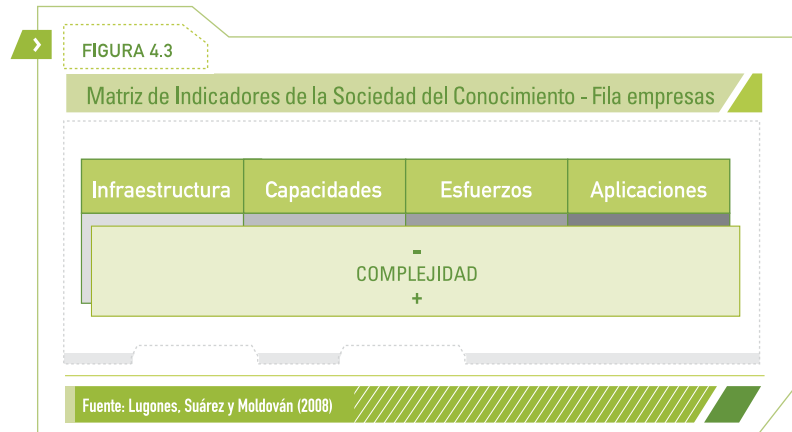 FIGURA 4.3
Matriz de Indicadores de la Sociedad del Conocimiento - Fila empresas
Infraestructura Capacidades Esfuerzos Aplicaciones
-
COMPLEJIDAD
+
Fuente: Lugones, Suárez y Moldován (2008)